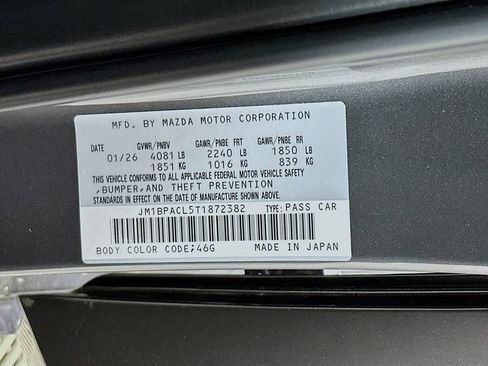 MFD. BY MAZDA MOTOR CORPORATION
DATE GVWR/PNBV GAWR/PNBE FRT GAWR/PNBE RR
01/26 4081 LB 2240 LB 1850 LB
1851 KG 1016 KG 839 KG
THIS VEHICLE CONFORMS TO ALL APPLICABLE FEDERAL MOTOR VEHICLE SAFETY
,BUMPER,AND THEFT PREVENTION
STANDARDS IN EFFECT ON THE DATE OF MANUFACTURE SHOWN ABOVE.
JM1BPACL5T1872382 TYPE: PASS CAR
BODY COLOR CODE;46G MADE IN JAPAN